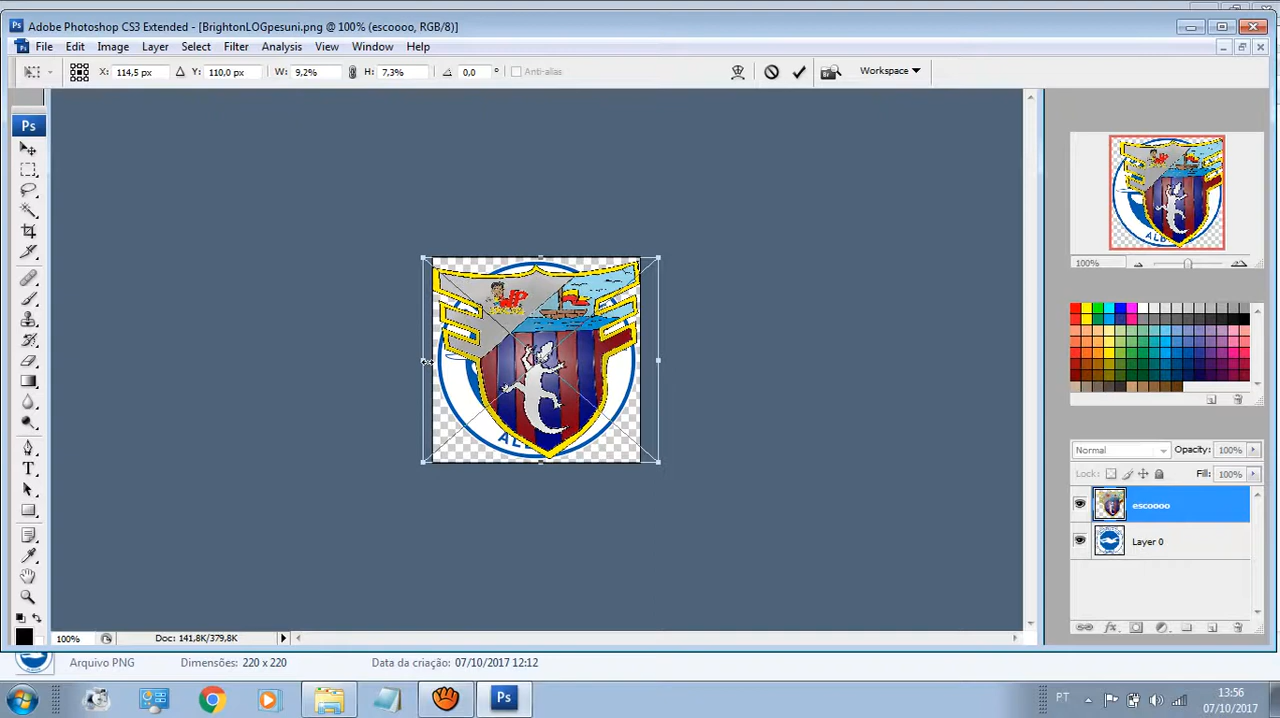 Adobe Photoshop CS3 Extended - [BrightonLOGpesuni.png @ 100% (escoooo, RGB/8)]
File Edit Image Layer Select Filter Analysis View Window Help
X: 114,5 px Y: 110,0 px W: 9,2% H: 7,3% 0,0 ° Anti-alias Workspace
Ps
ALB
100%
Normal Opacity: 100%
Lock: Fill: 100%
escoooo
Layer 0
T
100% Doc: 141,8K/379,8K
Arquivo PNG Dimensões: 220 x 220 Data da criação: 07/10/2017 12:12
Ps PT 13:56
07/10/2017